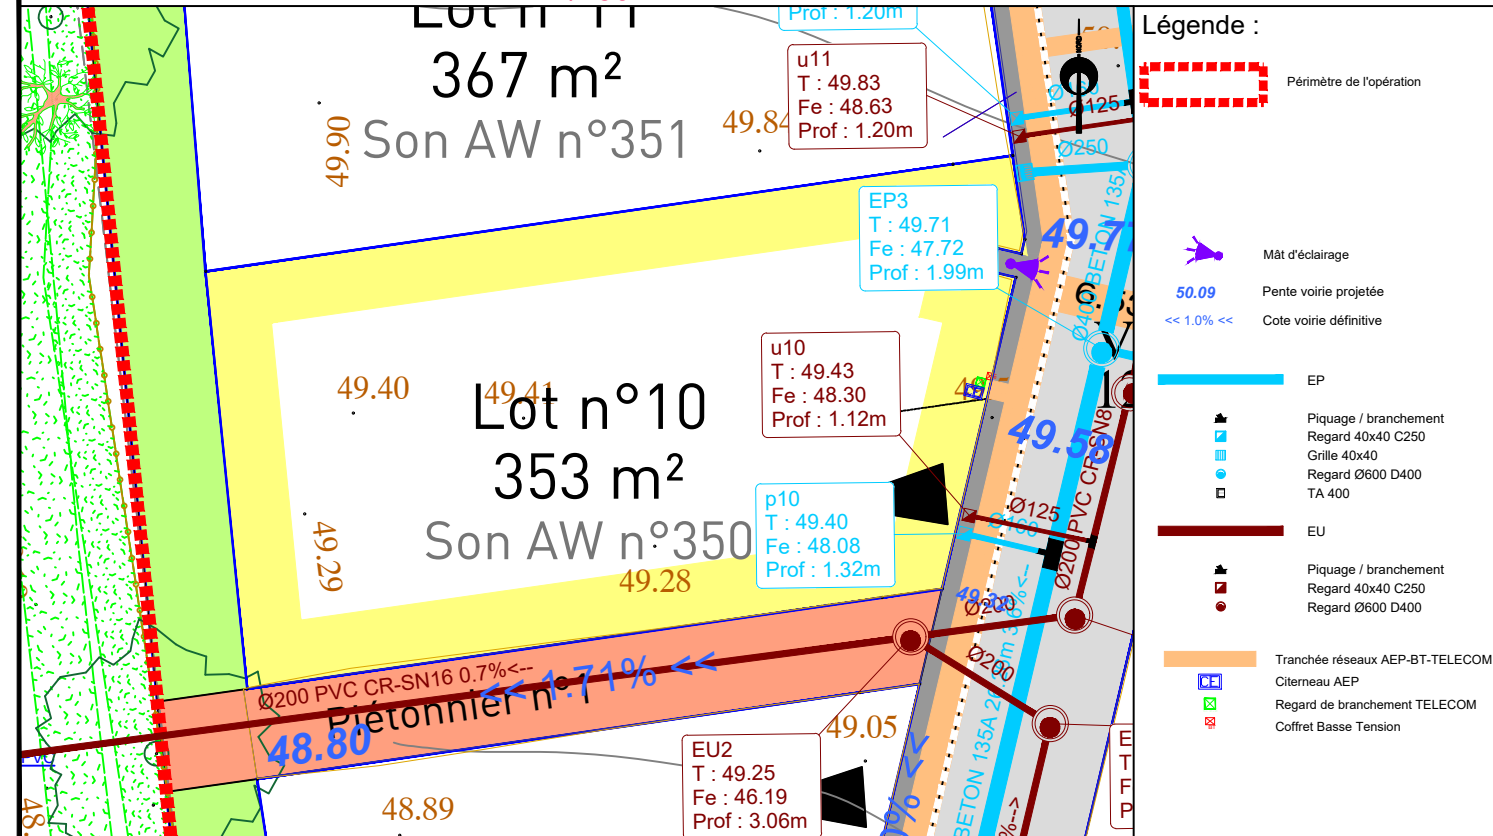 Lot n°11
367 m²
Son AW n°351
49.90
49.84
Prof : 1.20m
u11
T : 49.83
Fe : 48.63
Prof : 1.20m
Ø125
Ø250
EP3
T : 49.71
Fe : 47.72
Prof : 1.99m
Ø400 BETON 135A
49.40
49.41
Lot n°10
353 m²
Son AW n°350
49.29
49.28
u10
T : 49.43
Fe : 48.30
Prof : 1.12m
49.58
p10
T : 49.40
Fe : 48.08
Prof : 1.32m
Ø125
Ø160
Ø200 PVC CR-SN8
49.32
Ø200
Ø200
Ø200 PVC CR-SN16 0.7%<--
<< 1.71% <<
Piétonnier n°1
48.80
49.05
48.89
EU2
T : 49.25
Fe : 46.19
Prof : 3.06m
BETON 135A
Légende :
Périmètre de l'opération
Mât d'éclairage
50.09
Pente voirie projetée
<< 1.0% <<
Cote voirie définitive
EP
Piquage / branchement
Regard 40x40 C250
Grille 40x40
Regard Ø600 D400
TA 400
EU
Piquage / branchement
Regard 40x40 C250
Regard Ø600 D400
Tranchée réseaux AEP-BT-TELECOM
Citerneau AEP
Regard de branchement TELECOM
Coffret Basse Tension